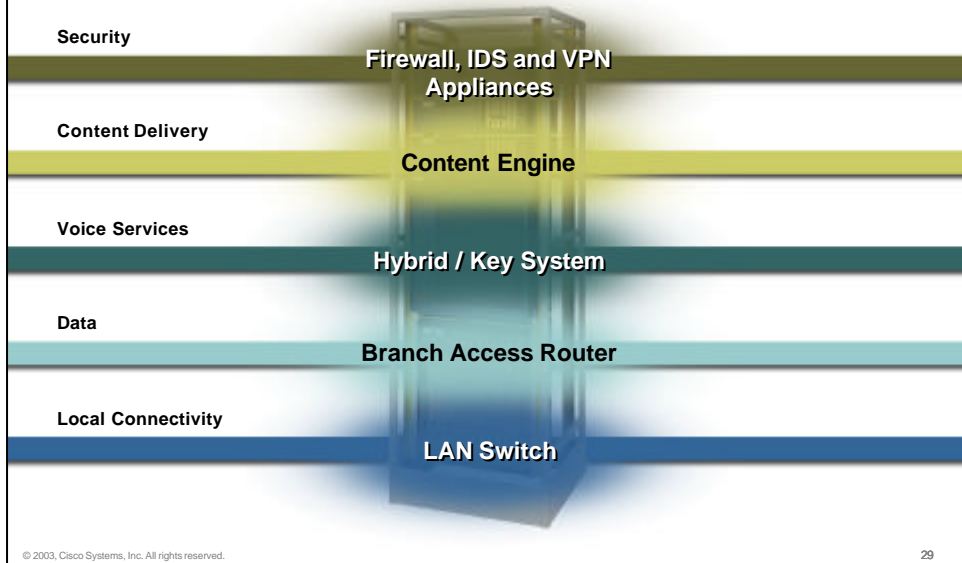 Security
Firewall, IDS and VPN
Appliances
Content Delivery
Content Engine
Voice Services
Hybrid / Key System
Data
Branch Access Router
Local Connectivity
LAN Switch
© 2003, Cisco Systems, Inc. All rights reserved.
29